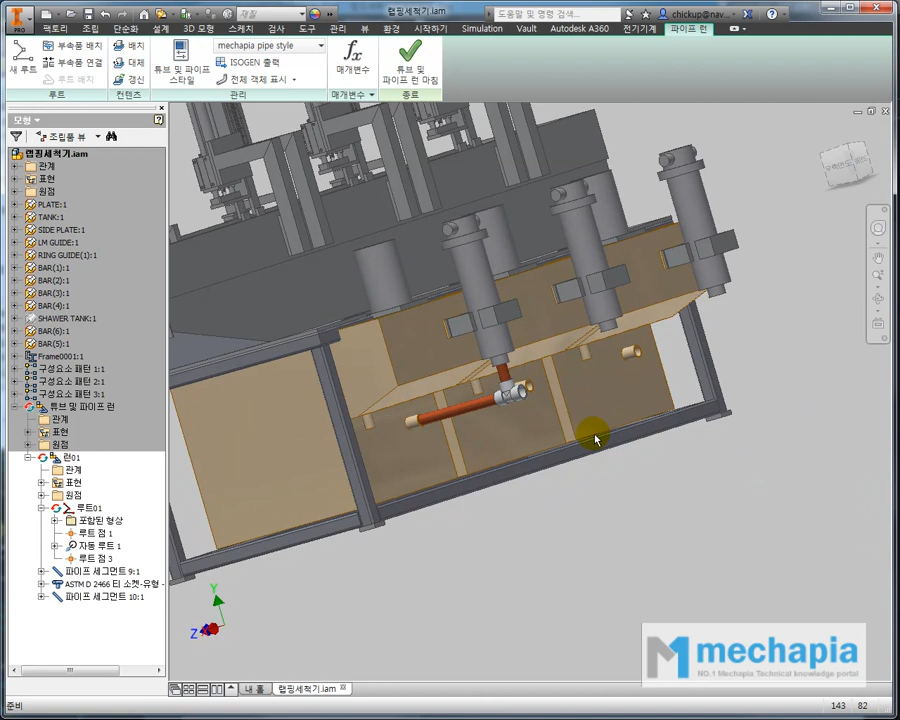 랩핑세척기.iam
재질
도움말 및 명령 검색...
chickup@nav...
PRO
팩토리 조립 단순화 설계 3D 모형 스케치 검사 도구 관리 뷰 환경 시작하기 Simulation Vault Autodesk A360 전기기계 파이프 런
새 루트
부속품 배치
부속품 연결
루트 배치
배치
대체
갱신
튜브 및 파이프
스타일
mechapia pipe style
ISOGEN 출력
전체 객체 표시
fx
매개변수
튜브 및
파이프 런 마침
루트 컨텐츠 관리 매개변수 종료
모형
조립품 뷰
랩핑세척기.iam
관계
표현
원점
PLATE:1
TANK:1
SIDE PLATE:1
LM GUIDE:1
RING GUIDE(1):1
BAR(1):1
BAR(2):1
BAR(3):1
BAR(4):1
SHAWER TANK:1
BAR(6):1
BAR(5):1
Frame0001:1
구성요소 패턴 1:1
구성요소 패턴 2:1
구성요소 패턴 3:1
튜브 및 파이프 런
관계
표현
원점
런01
관계
표현
원점
루트01
포함된 형상
루트 점 1
자동 루트 1
루트 점 3
파이프 세그먼트 9:1
ASTM D 2466 티 소켓-유형
파이프 세그먼트 10:1
Y
Z
mechapia
NO.1 Mechapia Technical knowledge portal
내 홈
랩핑세척기.iam
준비
143 82